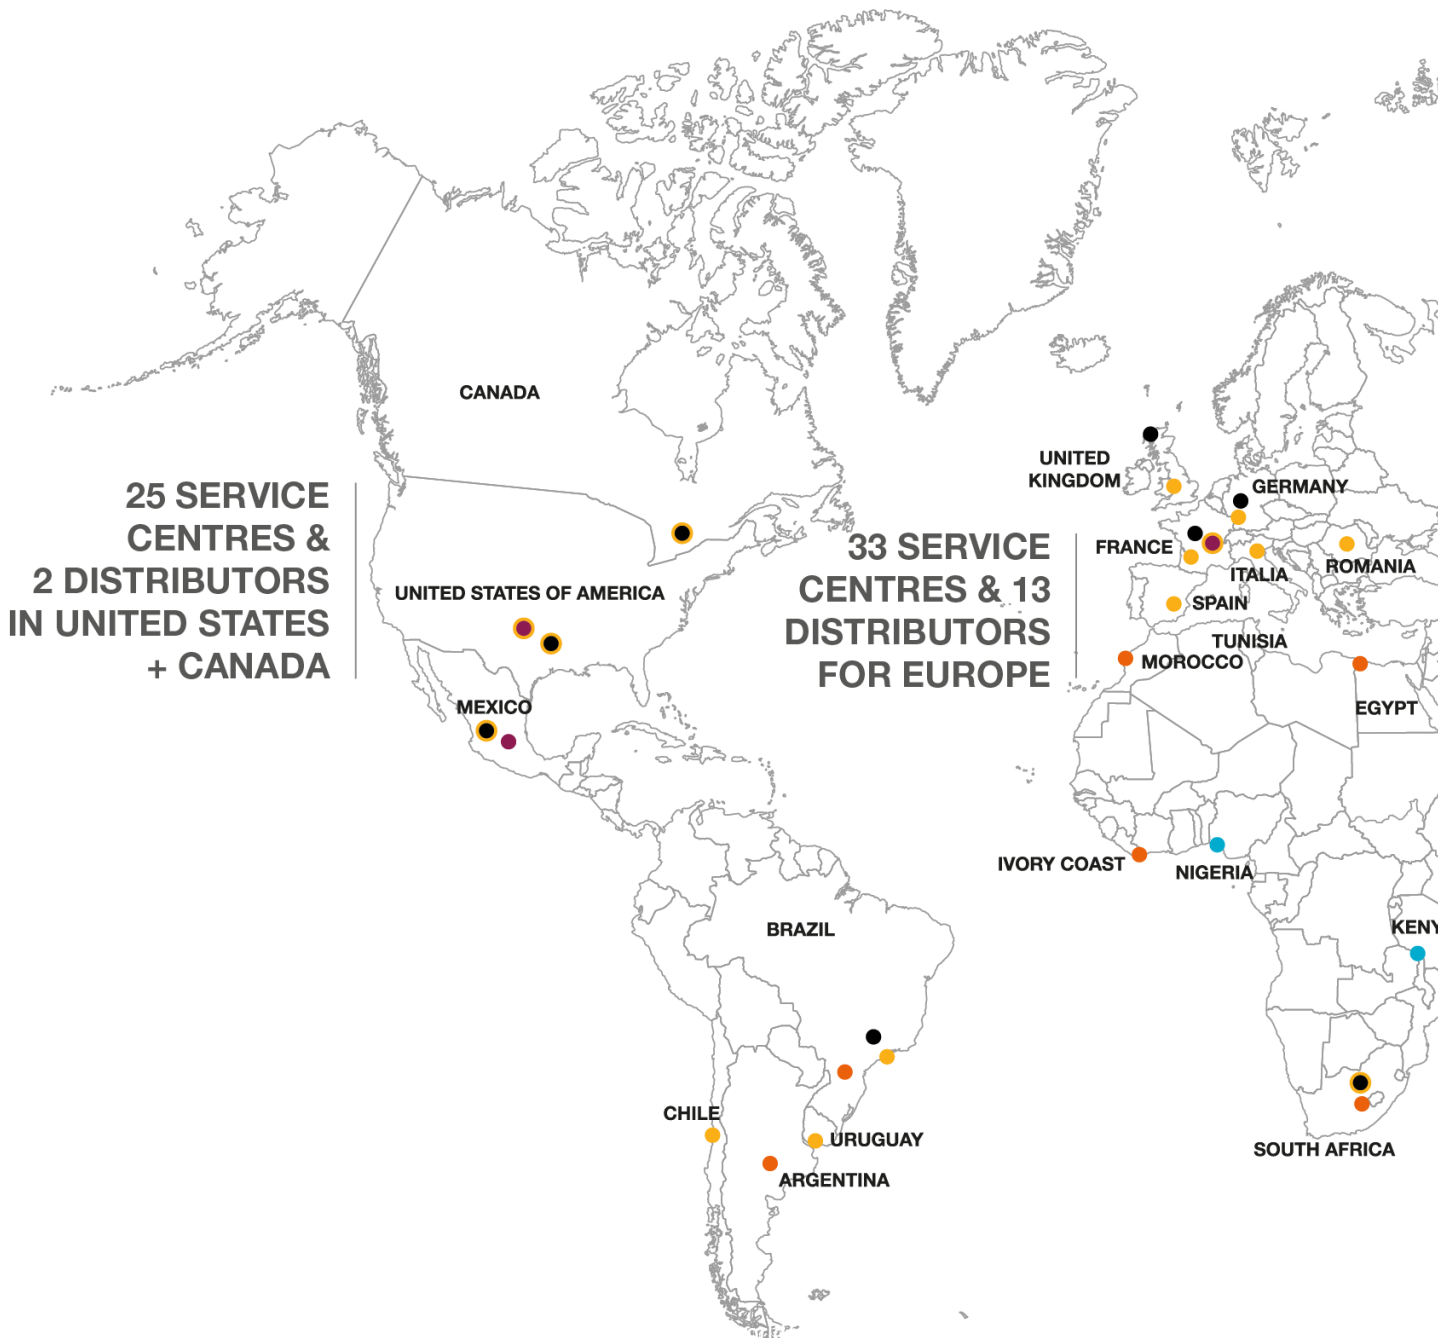 CANADA
25 SERVICE
CENTRES &
2 DISTRIBUTORS
IN UNITED STATES
+ CANADA
UNITED STATES OF AMERICA
MEXICO
UNITED
KINGDOM
GERMANY
33 SERVICE
CENTRES & 13
DISTRIBUTORS
FOR EUROPE
FRANCE
ITALIA
ROMANIA
SPAIN
TUNISIA
MOROCCO
EGYPT
IVORY COAST
NIGERIA
KENY
BRAZIL
CHILE
URUGUAY
ARGENTINA
SOUTH AFRICA